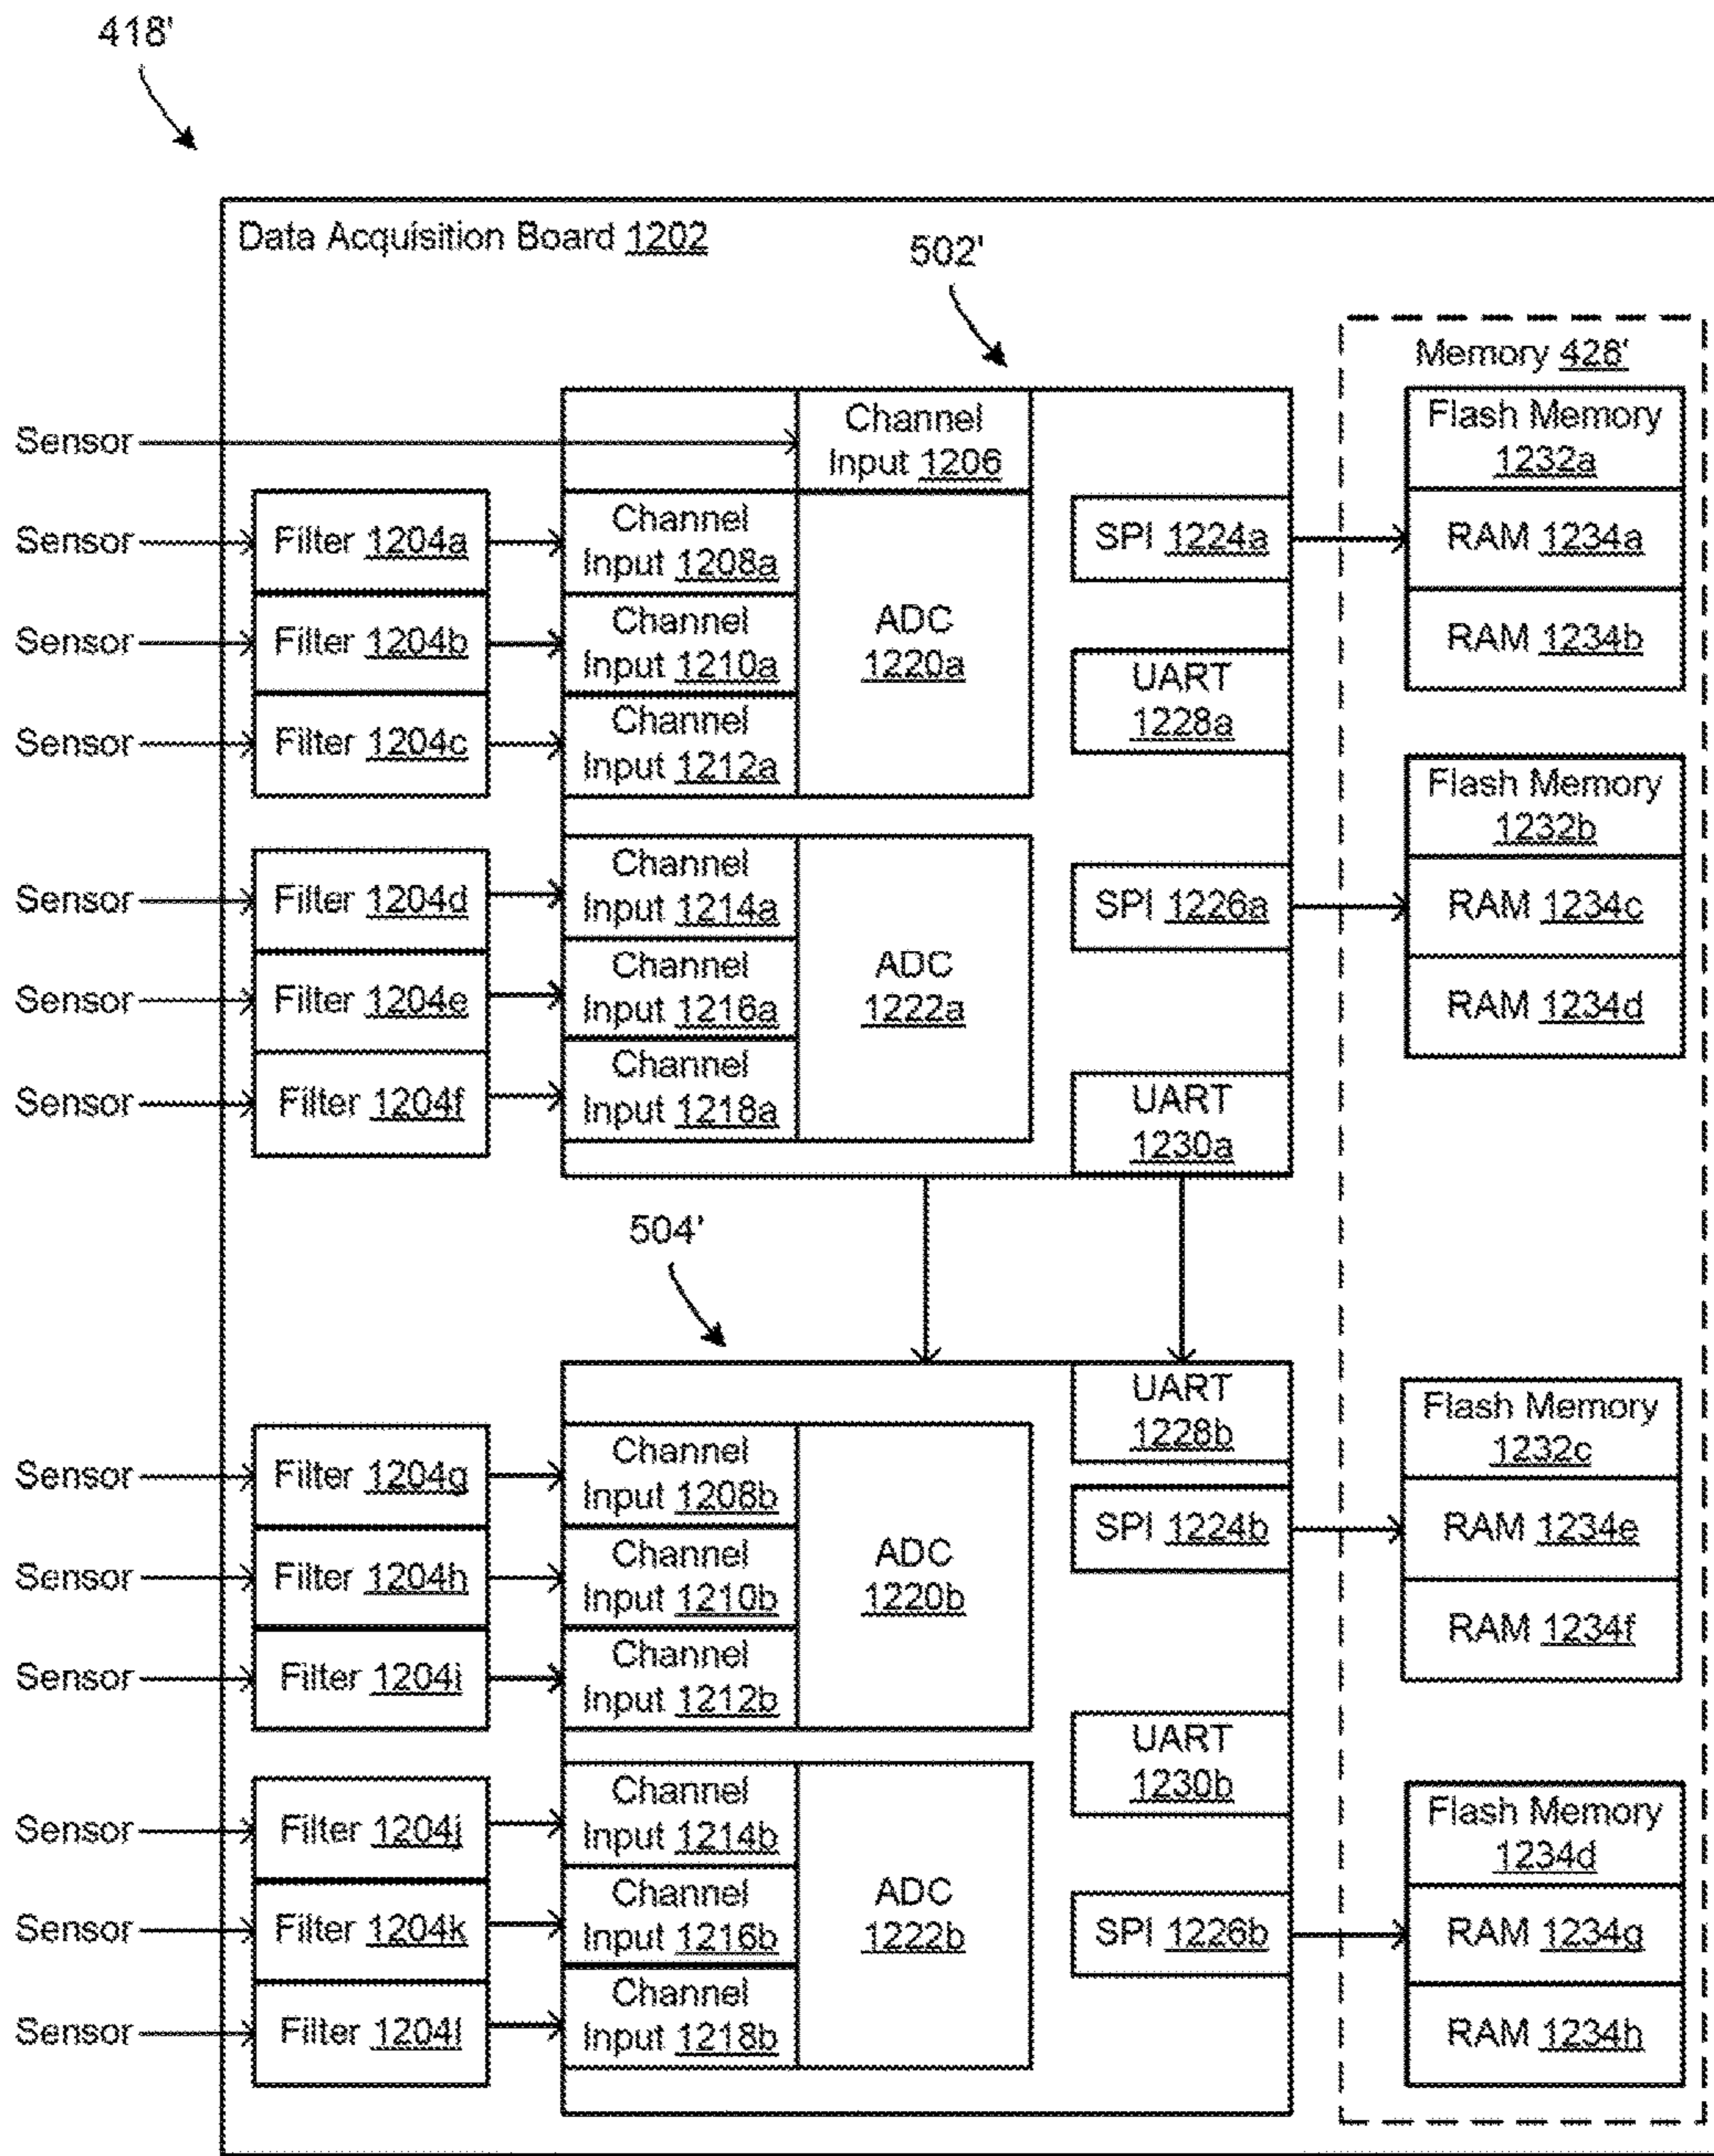 418'
Data Acquisition Board 1202
502'
Memory 426'
Sensor
Channel
Input 1206
Flash Memory
1232a
Sensor
Filter 1204a
Channel
Input 1208a
SPI 1224a
RAM 1234a
Sensor
Filter 1204b
Channel
Input 1210a
ADC
1220a
UART
1228a
RAM 1234b
Sensor
Filter 1204c
Channel
Input 1212a
Flash Memory
1232b
Sensor
Filter 1204d
Channel
Input 1214a
SPI 1226a
RAM 1234c
Sensor
Filter 1204e
Channel
Input 1216a
ADC
1222a
RAM 1234d
Sensor
Filter 1204f
Channel
Input 1218a
UART
1230a
504'
UART
1228b
Flash Memory
1232c
Sensor
Filter 1204g
Channel
Input 1208b
SPI 1224b
RAM 1234e
Sensor
Filter 1204h
Channel
Input 1210b
ADC
1220b
RAM 1234f
Sensor
Filter 1204i
Channel
Input 1212b
UART
1230b
Sensor
Filter 1204j
Channel
Input 1214b
Flash Memory
1234d
Sensor
Filter 1204k
Channel
Input 1216b
ADC
1222b
SPI 1226b
RAM 1234g
Sensor
Filter 1204l
Channel
Input 1218b
RAM 1234h